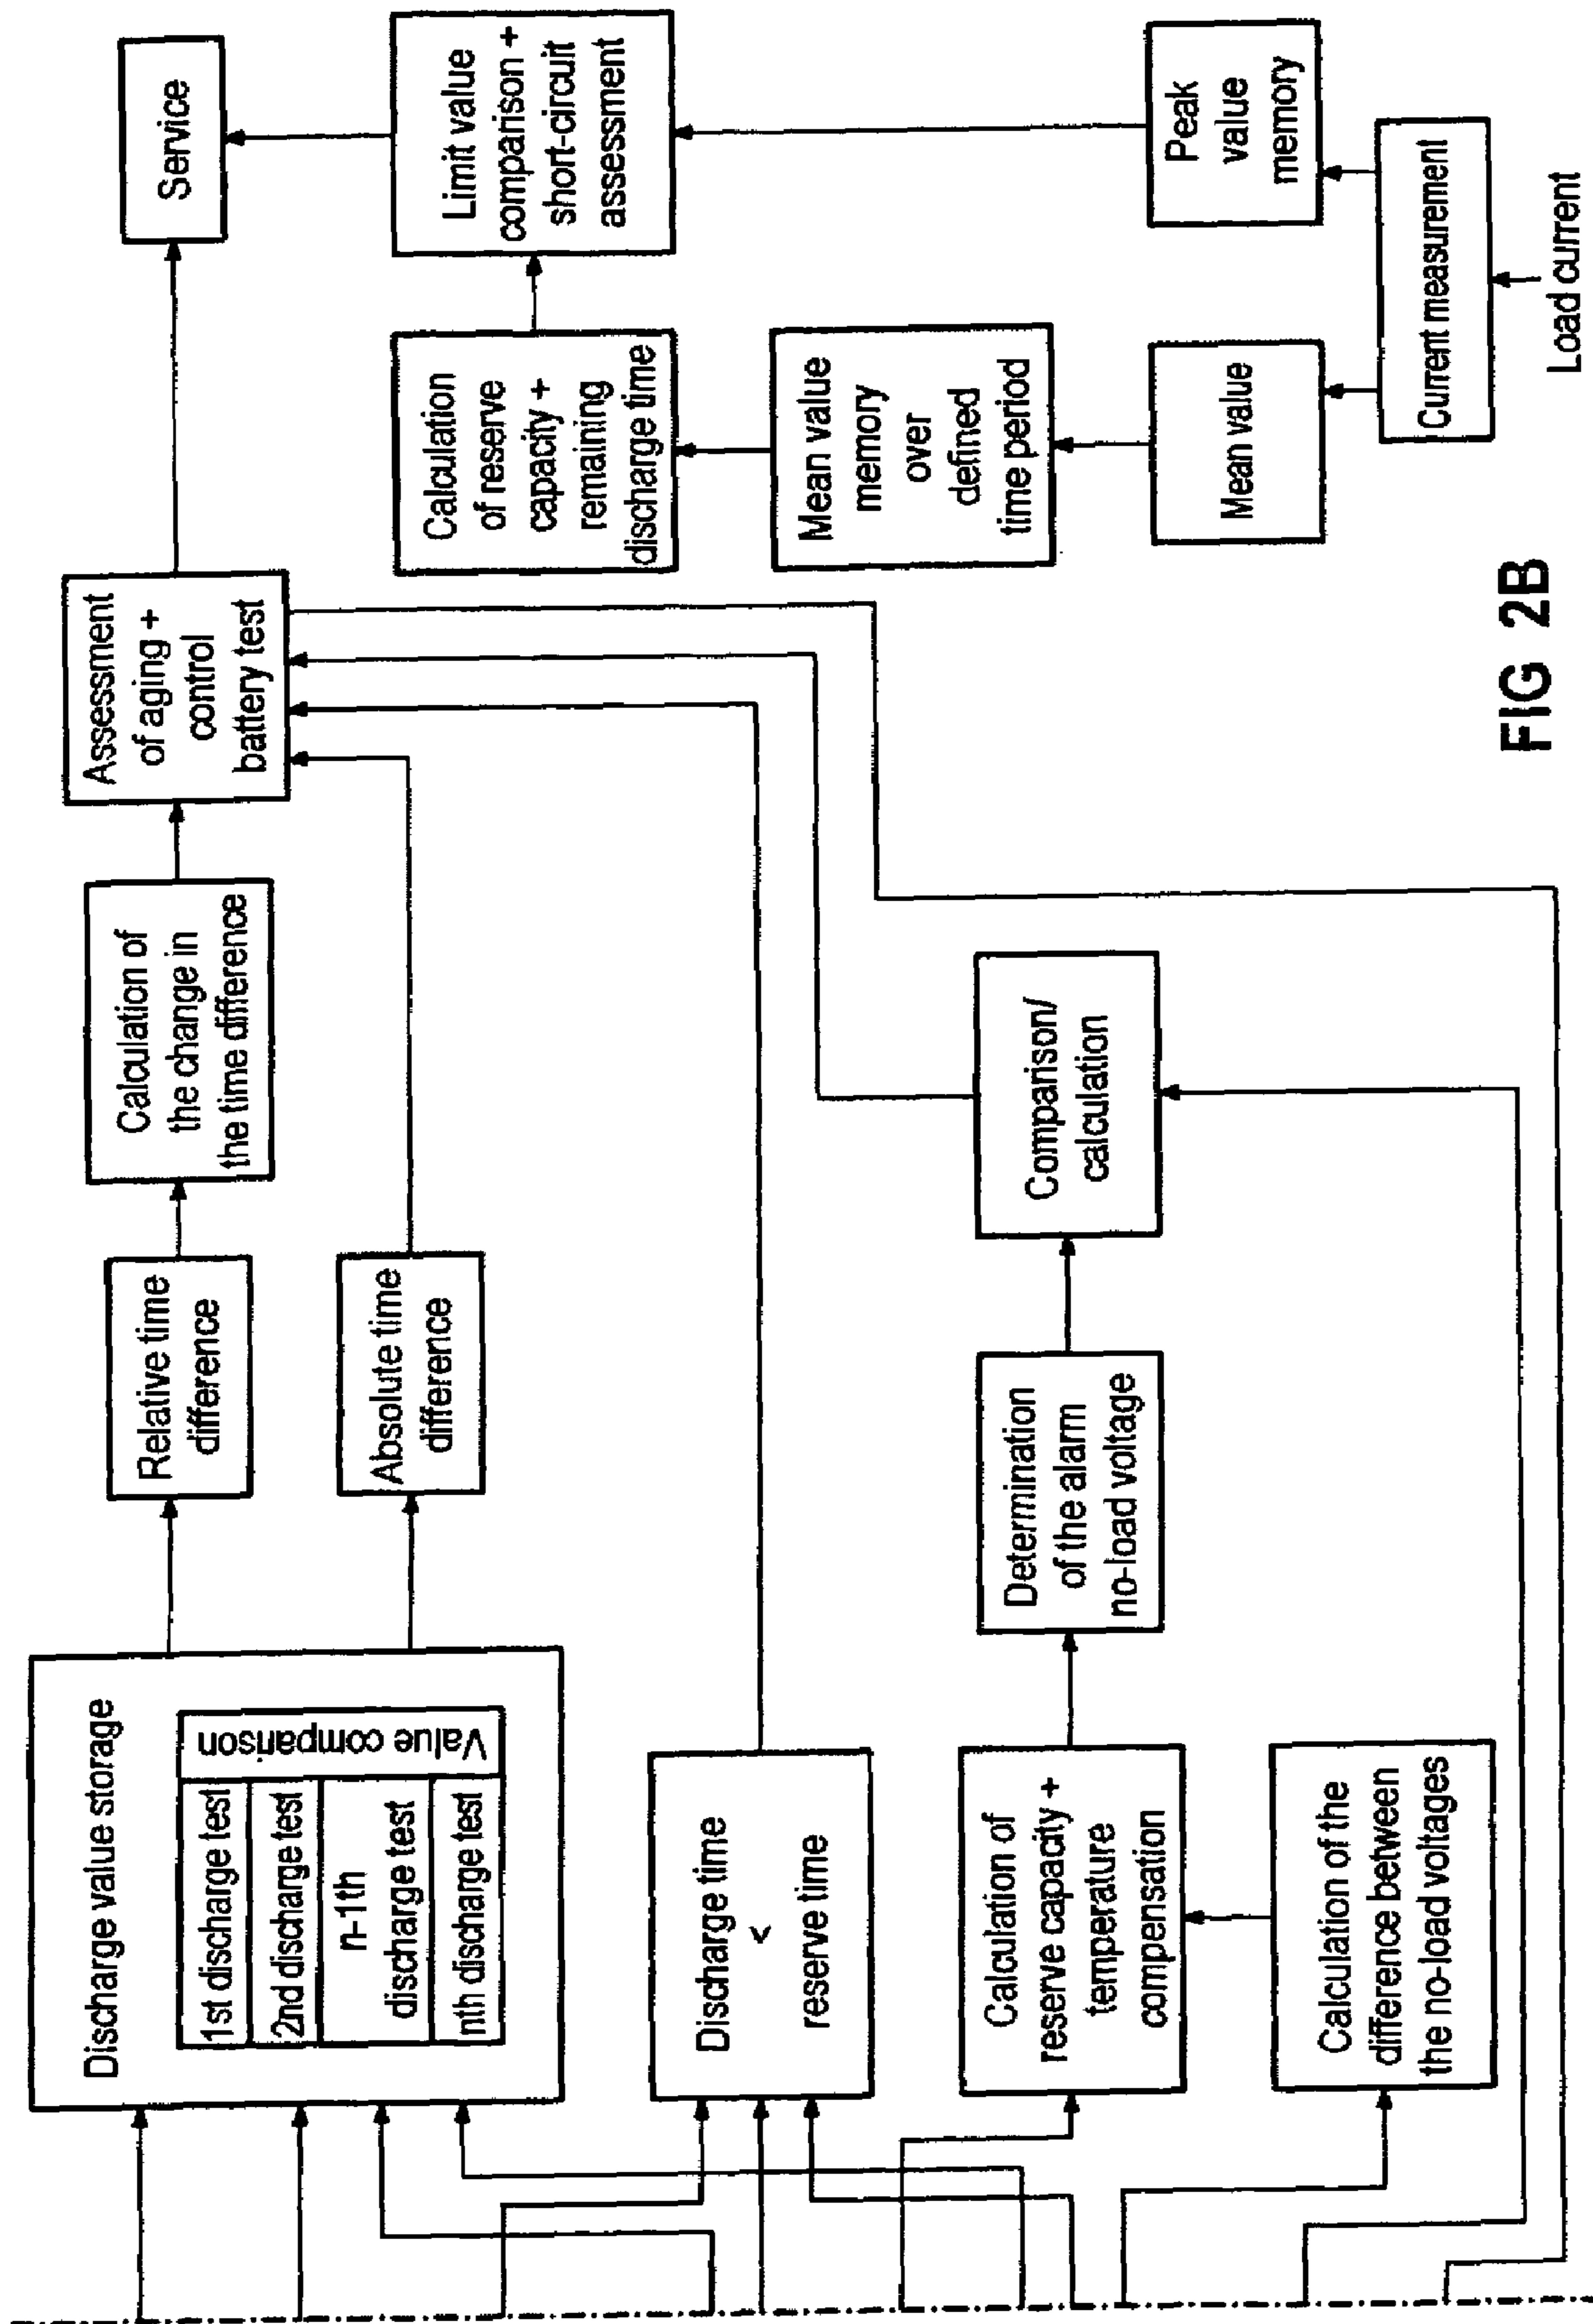 Discharge value storage
1st discharge test
2nd discharge test
n-1th
discharge test
nth discharge test
Value comparison
Relative time
difference
Calculation of
the change in
the time difference
Assessment
of aging +
control
battery test
Service
Absolute time
difference
Calculation
of reserve
capacity +
remaining
discharge time
Limit value
comparison +
short-circuit
assessment
Discharge time
<
reserve time
Mean value
memory
over
defined
time period
Calculation of
reserve capacity +
temperature
compensation
Determination
of the alarm
no-load voltage
Comparison/
calculation
Mean value
Peak
value
memory
Calculation of the
difference between
the no-load voltages
Current measurement
Load current
FIG 2B